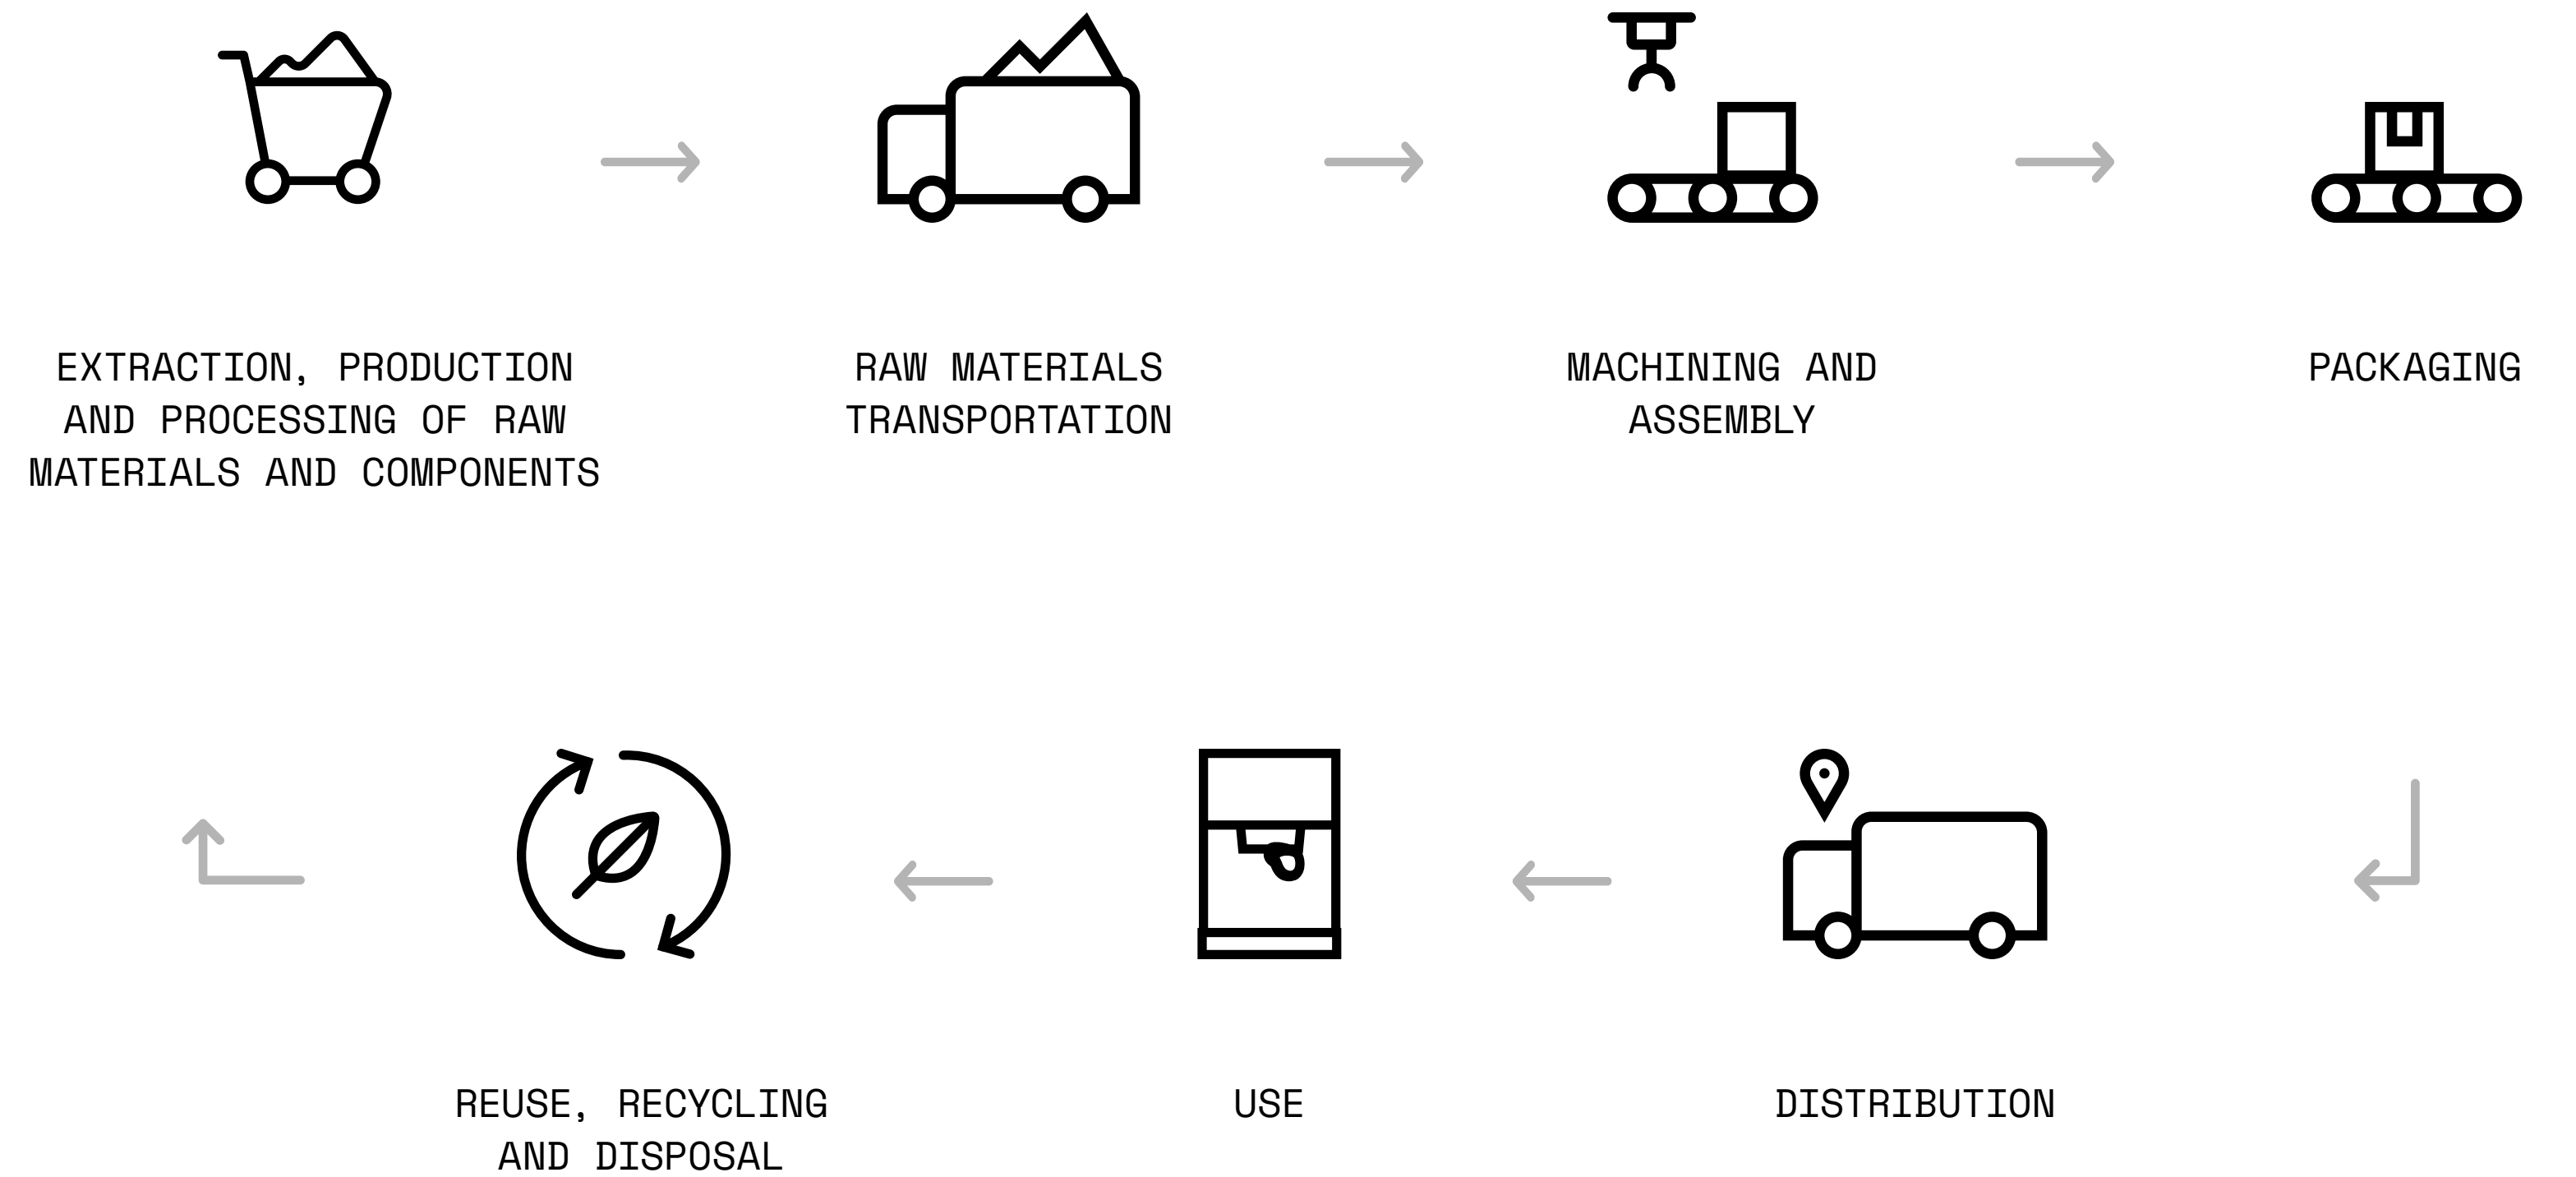 EXTRACTION, PRODUCTION
AND PROCESSING OF RAW
MATERIALS AND COMPONENTS
RAW MATERIALS
TRANSPORTATION
MACHINING AND
ASSEMBLY
PACKAGING
REUSE, RECYCLING
AND DISPOSAL
USE
DISTRIBUTION